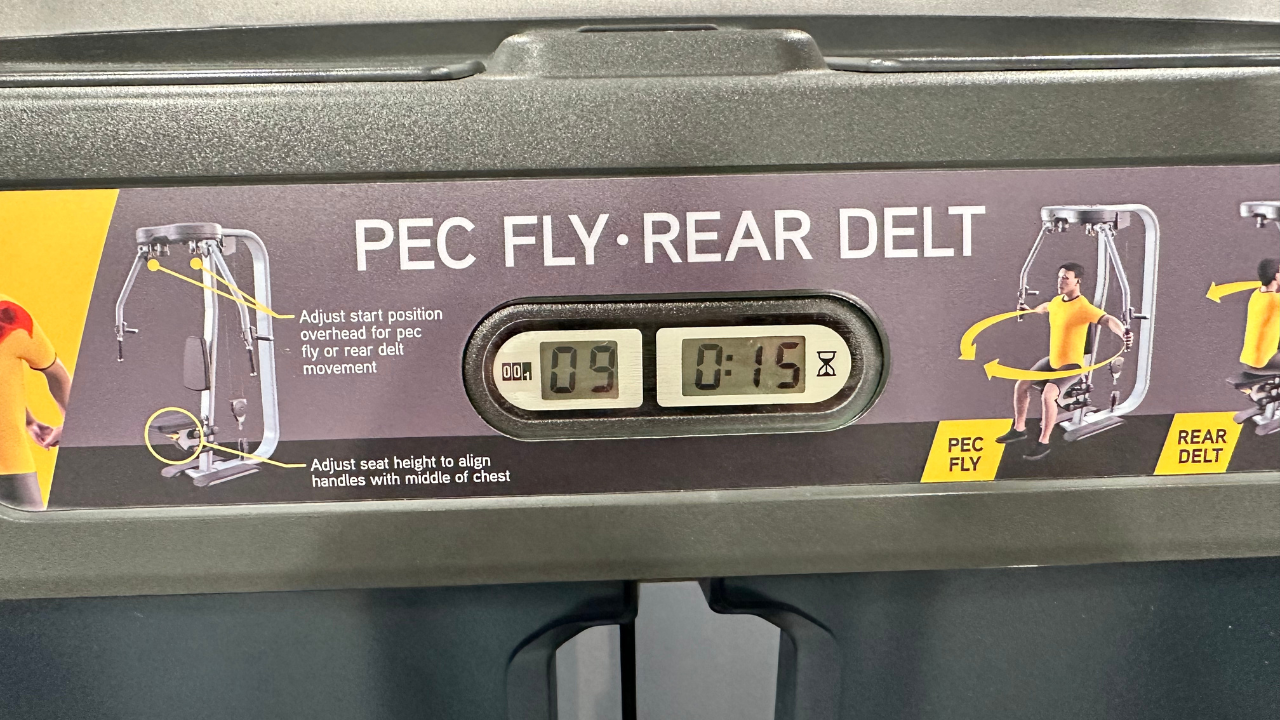 PEC FLY·REAR DELT
Adjust start position
overhead for pec
fly or rear delt
movement
001
09
0:15
Adjust seat height to align
handles with middle of chest
PEC
FLY
REAR
DELT